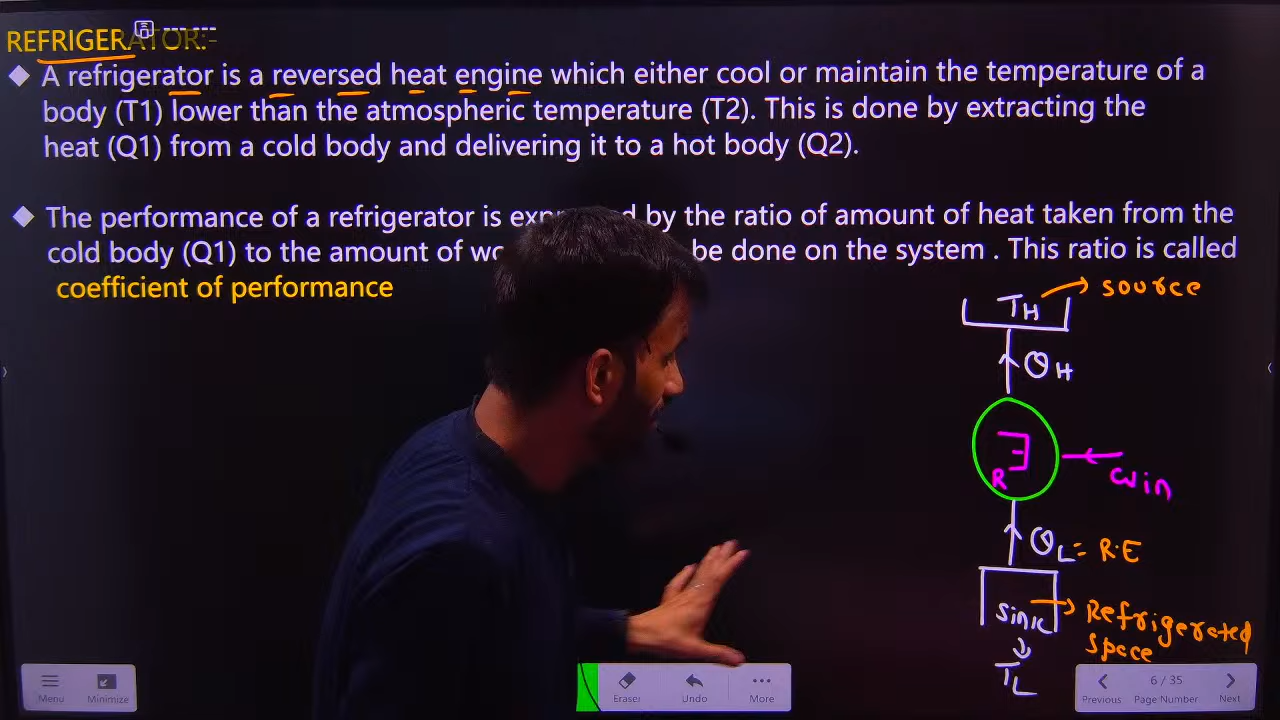 REFRIGERATOR:-
◆ A refrigerator is a reversed heat engine which either cool or maintain the temperature of a
body (T1) lower than the atmospheric temperature (T2). This is done by extracting the
heat (Q1) from a cold body and delivering it to a hot body (Q2).
◆ The performance of a refrigerator is by the ratio of amount of heat taken from the
cold body (Q1) to the amount of be done on the system . This ratio is called
coefficient of performance
TH → source
QH
E
R
Win
QL = R.E
Sink → Refrigerated
space
TL
Menu
Minimize
Eraser
Undo
More
6 / 35
Previous
Page Number
Next